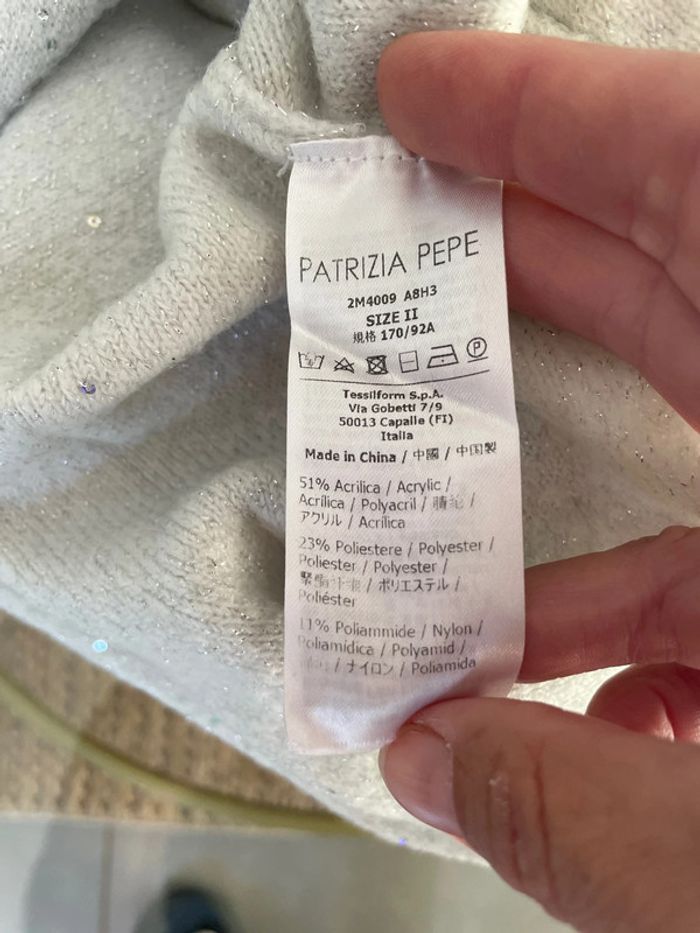 PATRIZIA PEPE
2M4009 A8H3
SIZE II
規格 170/92A
P
Tessilform S.p.A.
Via Gobetti 7/9
50013 Capalle (FI)
Italia
Made in China / 中國 / 中国製
51% Acrilica / Acrylic /
Acrílica / Polyacril / 腈纶 /
アクリル / Acrílica
23% Poliestere / Polyester /
Poliester / Polyester /
/ ポリエステル /
Poliéster
11% Poliammide / Nylon /
Poliamídica / Polyamid /
/ ナイロン / Poliamida